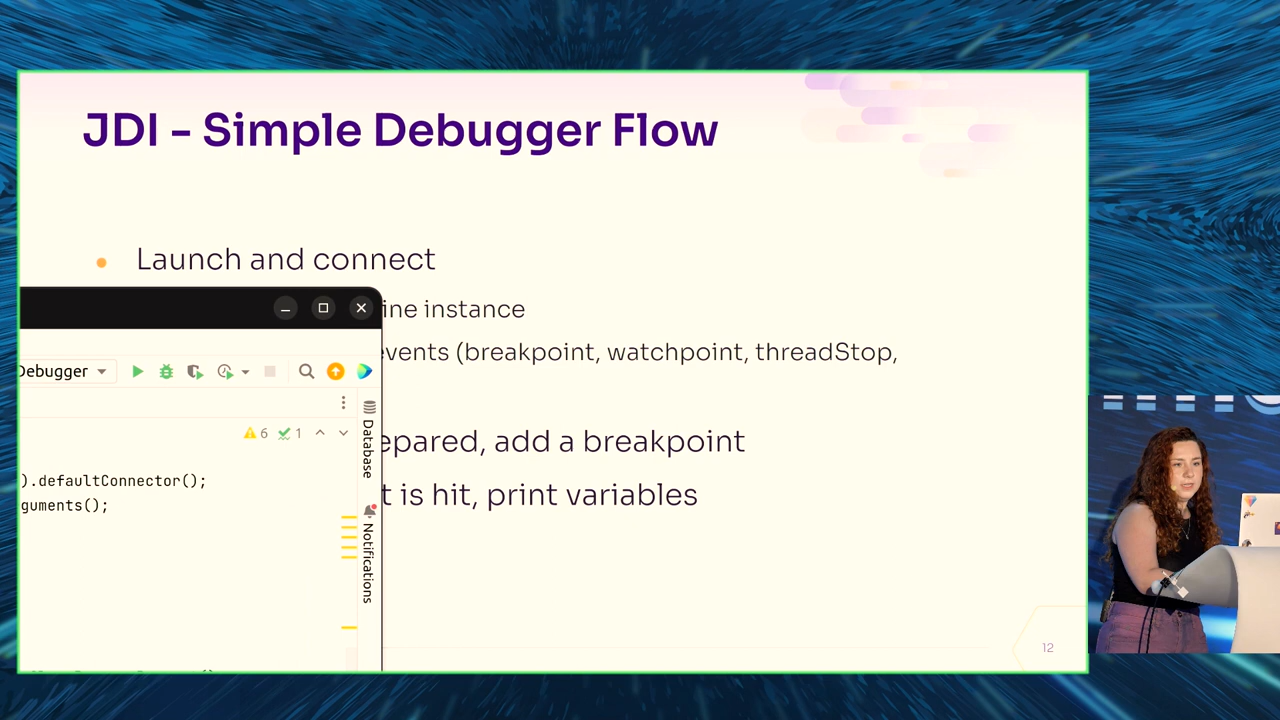 JDI - Simple Debugger Flow
Launch and connect
ine instance
events (breakpoint, watchpoint, threadStop,
epared, add a breakpoint
t is hit, print variables
Debugger
6
1
Database
).defaultConnector();
guments();
Notifications
12